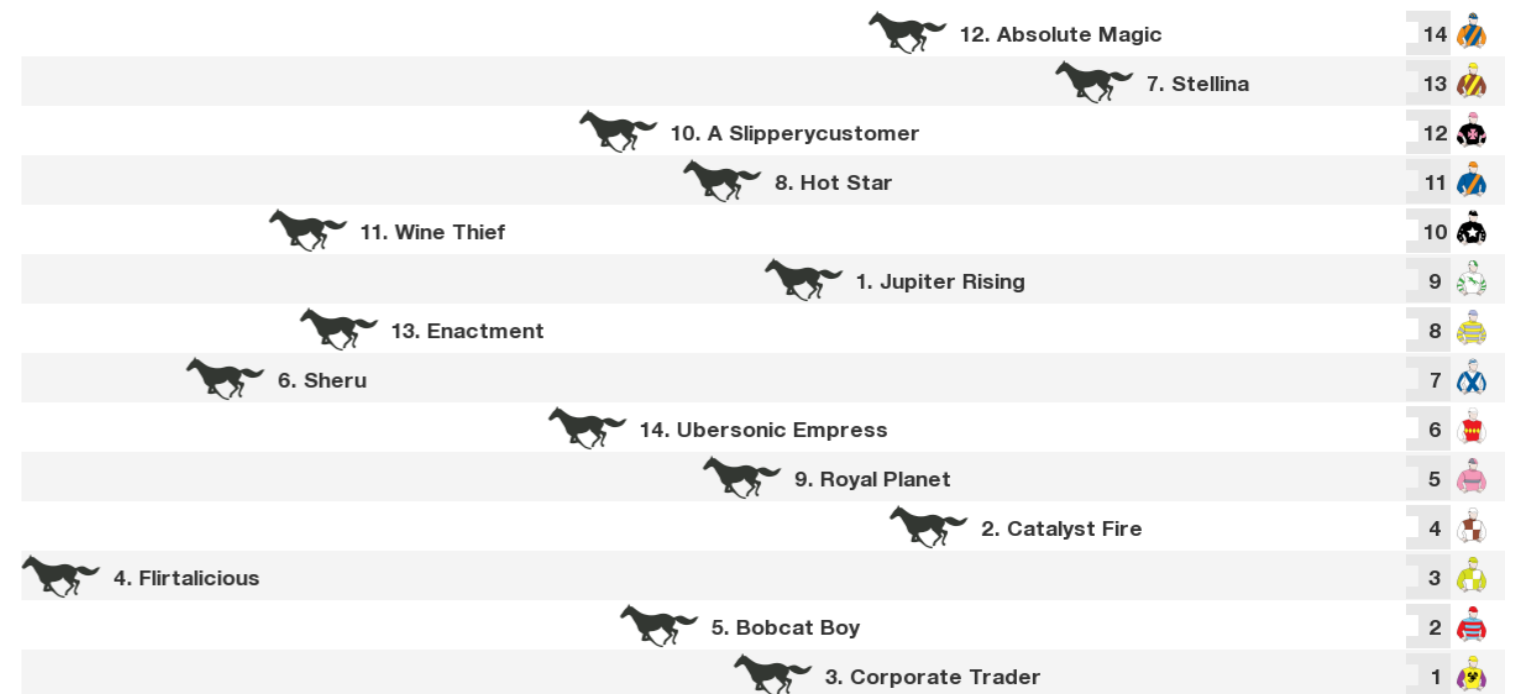 12. Absolute Magic 14
7. Stellina 13
10. A Slipperycustomer 12
8. Hot Star 11
11. Wine Thief 10
1. Jupiter Rising 9
13. Enactment 8
6. Sheru 7
14. Ubersonic Empress 6
9. Royal Planet 5
2. Catalyst Fire 4
4. Flirtalicious 3
5. Bobcat Boy 2
3. Corporate Trader 1